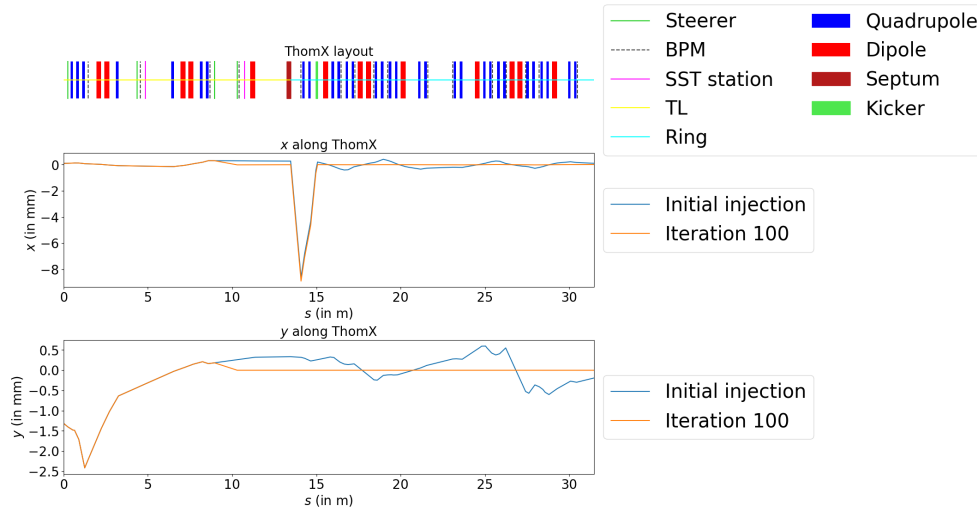 ThomX layout
Steerer
BPM
SST station
TL
Ring
Quadrupole
Dipole
Septum
Kicker
x along ThomX
x (in mm)
0
−2
−4
−6
−8
0 5 10 15 20 25 30
s (in m)
Initial injection
Iteration 100
y along ThomX
y (in mm)
0.5
0.0
−0.5
−1.0
−1.5
−2.0
−2.5
0 5 10 15 20 25 30
s (in m)
Initial injection
Iteration 100